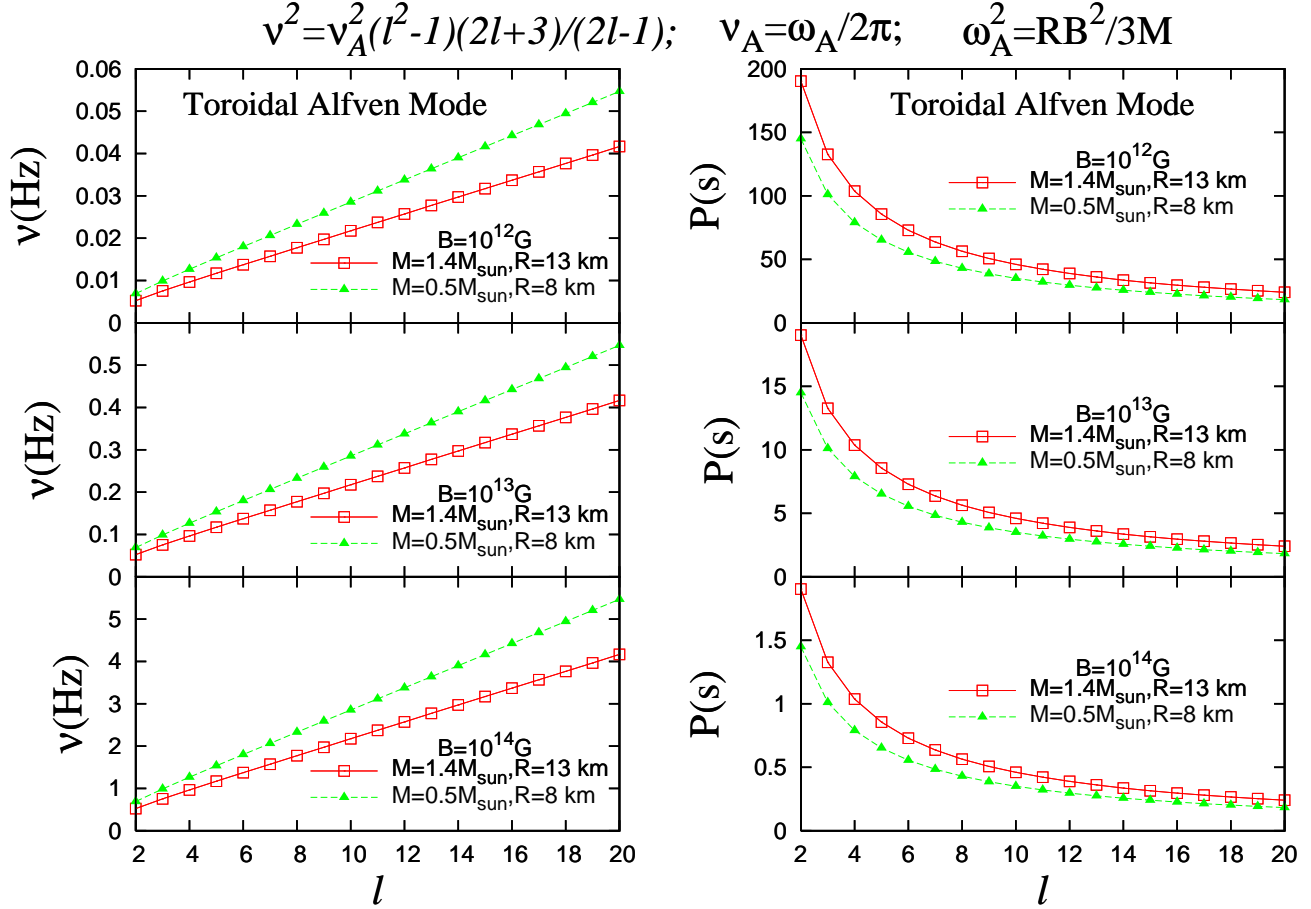 ν²=ν_A²(l²-1)(2l+3)/(2l-1); ν_A=ω_A/2π; ω_A²=RB²/3M
Toroidal Alfven Mode
ν(Hz)
0.06
0.05
0.04
0.03
0.02
0.01
0
B=10¹²G
M=1.4M_sun,R=13 km
M=0.5M_sun,R=8 km
ν(Hz)
0.5
0.4
0.3
0.2
0.1
0
B=10¹³G
M=1.4M_sun,R=13 km
M=0.5M_sun,R=8 km
ν(Hz)
5
4
3
2
1
0
B=10¹⁴G
M=1.4M_sun,R=13 km
M=0.5M_sun,R=8 km
2 4 6 8 10 12 14 16 18 20
l
Toroidal Alfven Mode
P(s)
200
150
100
50
0
B=10¹²G
M=1.4M_sun,R=13 km
M=0.5M_sun,R=8 km
P(s)
15
10
5
0
B=10¹³G
M=1.4M_sun,R=13 km
M=0.5M_sun,R=8 km
P(s)
1.5
1
0.5
0
B=10¹⁴G
M=1.4M_sun,R=13 km
M=0.5M_sun,R=8 km
2 4 6 8 10 12 14 16 18 20
l